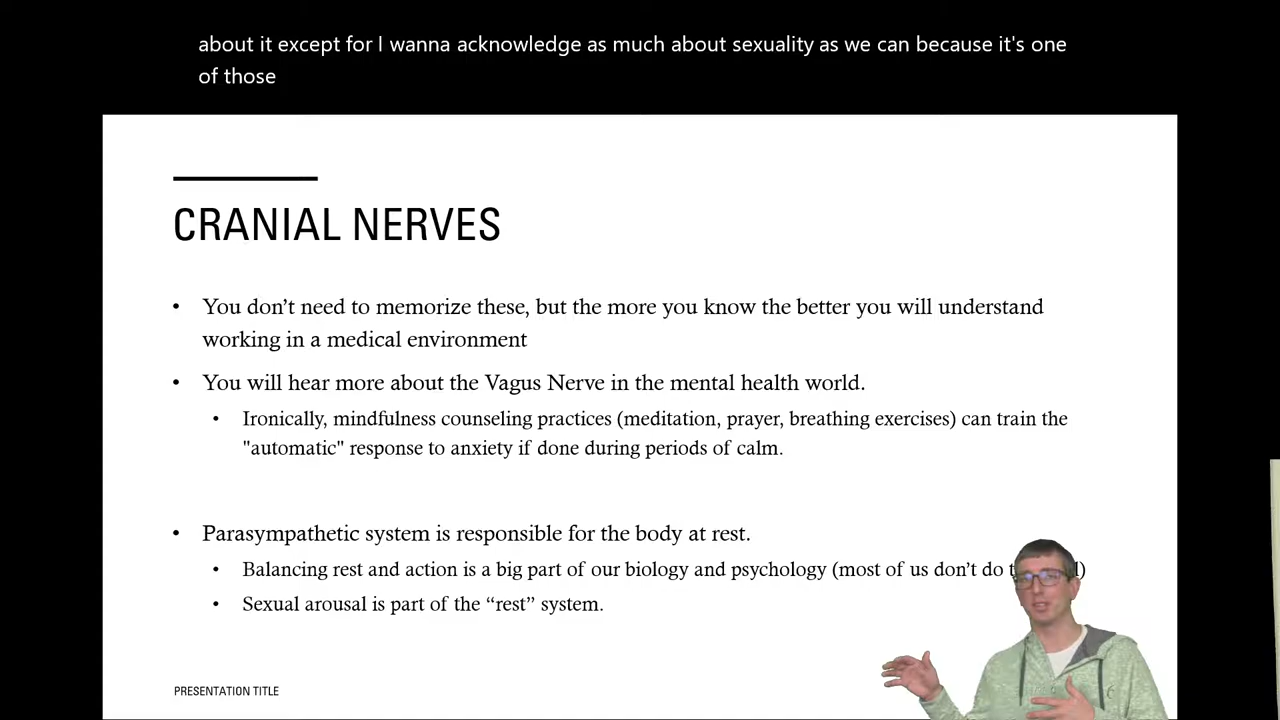 about it except for I wanna acknowledge as much about sexuality as we can because it's one
of those
CRANIAL NERVES
• You don’t need to memorize these, but the more you know the better you will understand
working in a medical environment
• You will hear more about the Vagus Nerve in the mental health world.
• Ironically, mindfulness counseling practices (meditation, prayer, breathing exercises) can train the
"automatic" response to anxiety if done during periods of calm.
• Parasympathetic system is responsible for the body at rest.
• Balancing rest and action is a big part of our biology and psychology (most of us don’t do
• Sexual arousal is part of the “rest” system.
PRESENTATION TITLE